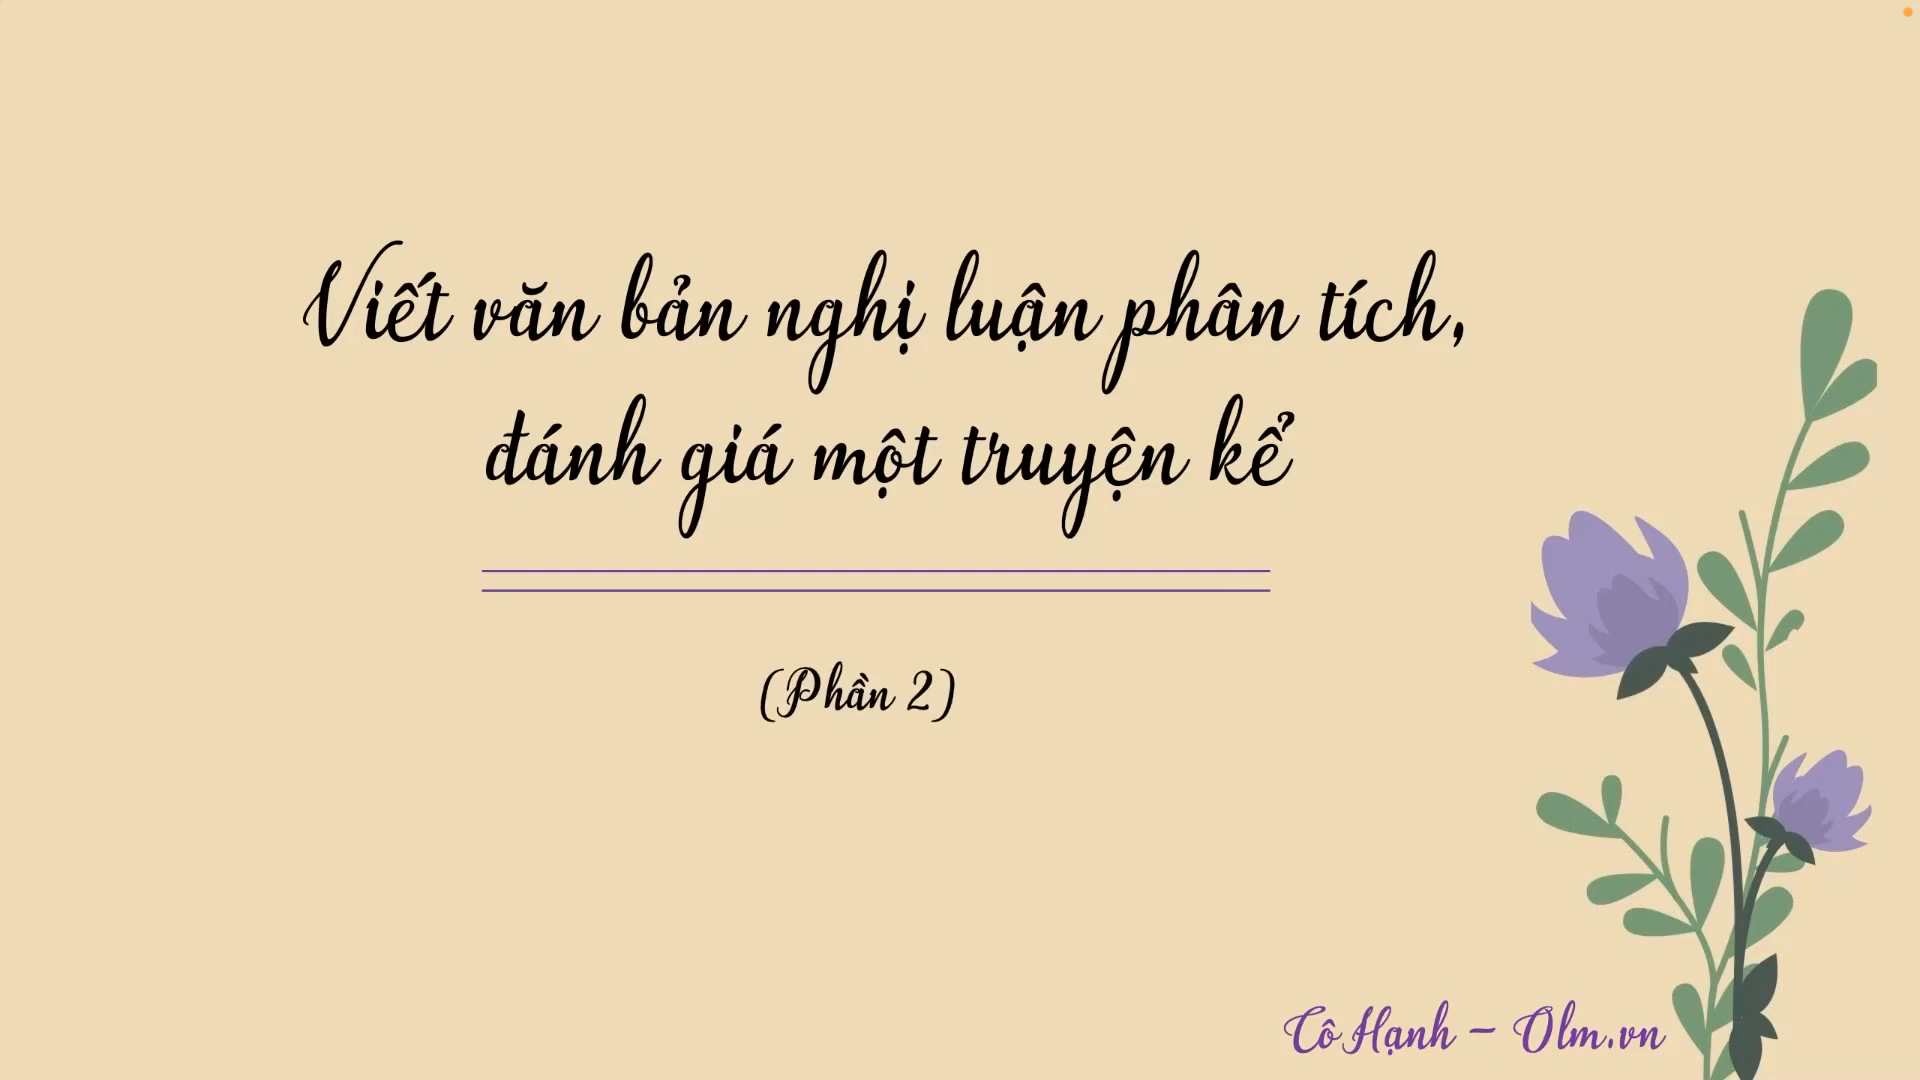 Viết văn bản nghị luận phân tích,
đánh giá một truyện kể
(Phần 2)
Cô Hạnh - Olm.vn